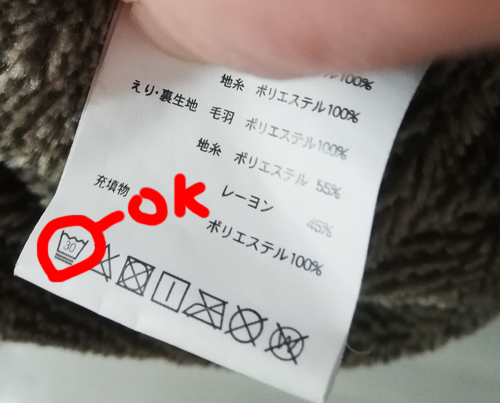 地糸 ポリエステル100%
えり・裏生地 毛羽 ポリエステル100%
地糸 ポリエステル 55%
レーヨン 45%
充填物 ポリエステル100%
OK
30
W